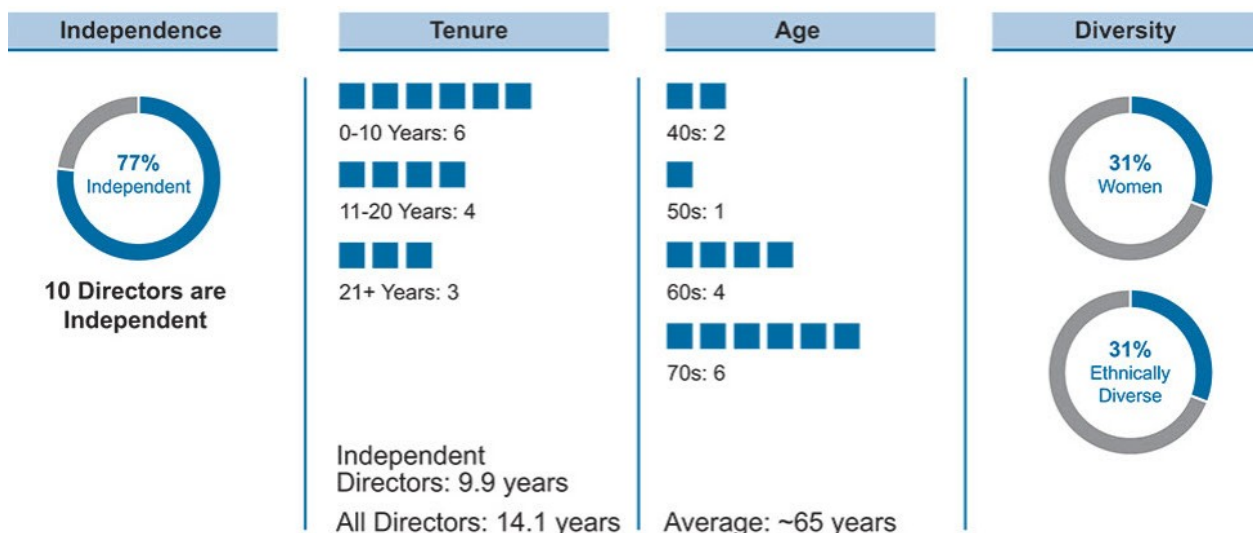 Independence
77%
Independent
10 Directors are
Independent
Tenure
0-10 Years: 6
11-20 Years: 4
21+ Years: 3
Independent
Directors: 9.9 years
All Directors: 14.1 years
Age
40s: 2
50s: 1
60s: 4
70s: 6
Average: ~65 years
Diversity
31%
Women
31%
Ethnically
Diverse